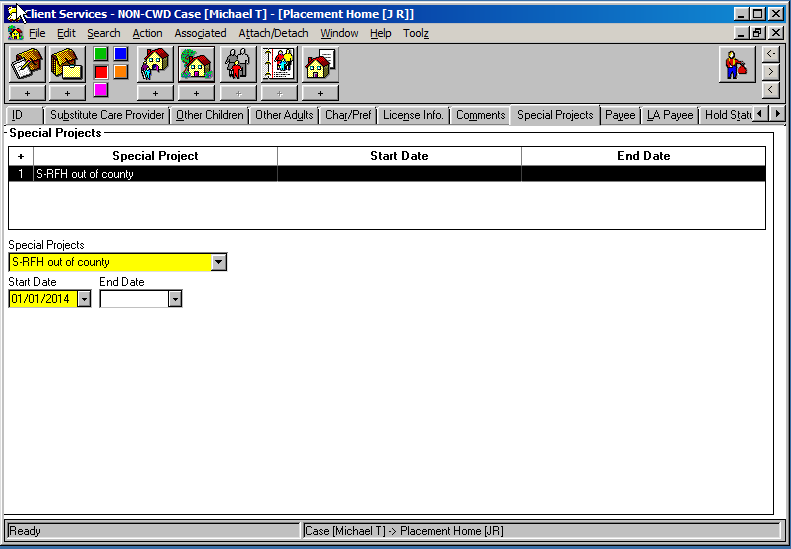 Client Services - NON-CWD Case [Michael T] - [Placement Home [J R]]
File Edit Search Action Associated Attach/Detach Window Help Toolz
+ + + + + + +
<-
>
<
ID Substitute Care Provider Other Children Other Adults Char/Pref License Info. Comments Special Projects Payee LA Payee Hold Statu
Special Projects
+ Special Project Start Date End Date
1 S-RFH out of county
Special Projects
S-RFH out of county
Start Date End Date
01/01/2014
Ready Case [Michael T] -> Placement Home [JR]